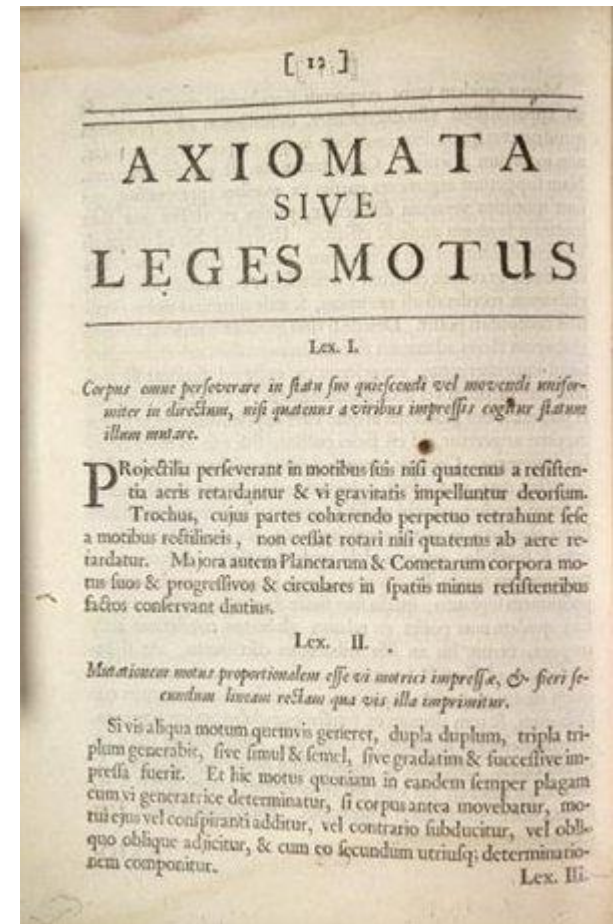 [ 12 ]
AXIOMATA
SIVE
LEGES MOTUS
Lex. I.
Corpus omne perſeverare in ſtatu ſuo quieſcendi vel movendi unifor-
miter in directum, niſi quatenus a viribus impreſſis cogitur ſtatum
illum mutare.
PRojectilia perſeverant in motibus ſuis niſi quatenus a reſiſten-
tia aeris retardantur & vi gravitatis impelluntur deorſum.
Trochus, cujus partes cohærendo perpetuo retrahunt ſeſe
a motibus rectilineis, non ceſſat rotari niſi quatenus ab aere re-
tardatur. Majora autem Planetarum & Cometarum corpora mo-
tus ſuos & progreſſivos & circulares in ſpatiis minus reſiſtentibus
factos conſervant diutius.
Lex. II.
Mutationem motus proportionalem eſſe vi motrici impreſſæ, & fieri ſe-
cundum lineam rectam qua vis illa imprimitur.
Si vis aliqua motum quemvis generet, dupla duplum, tripla tri-
plum generabit, ſive ſimul & ſemel, ſive gradatim & ſucceſſive im-
preſſa fuerit. Et hic motus quoniam in eandem ſemper plagam
cum vi generatrice determinatur, ſi corpus antea movebatur, mo-
tui ejus vel conſpiranti additur, vel contrario ſubducitur, vel obli-
quo oblique adjicitur, & cum eo ſecundum utriuſq; determinatio-
nem componitur.
Lex. III.